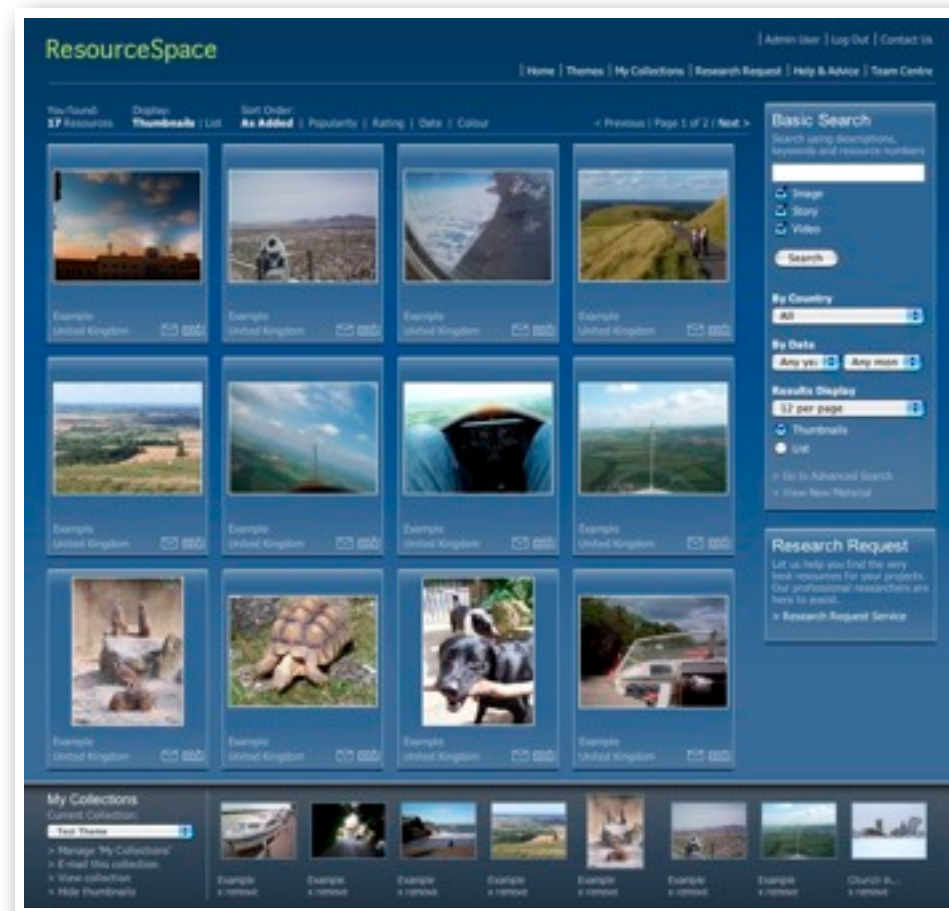 ResourceSpace
| Admin User | Log Out | Contact Us
| Home | Themes | My Collections | Research Request | Help & Advice | Team Centre
You found:
17 Resources
Display:
Thumbnails | List
Sort Order:
As Added | Popularity | Rating | Date | Colour
< Previous | Page 1 of 2 | Next >
Example
United Kingdom
Example
United Kingdom
Example
United Kingdom
Example
United Kingdom
Example
United Kingdom
Example
United Kingdom
Example
United Kingdom
Example
United Kingdom
Example
United Kingdom
Example
United Kingdom
Example
United Kingdom
Example
United Kingdom
Basic Search
Search using descriptions,
keywords and resource numbers
Image
Story
Video
Search
By Country
All
By Date
Any ye
Any mon
Results Display
12 per page
Thumbnails
List
> Go to Advanced Search
> View New Material
Research Request
Let us help you find the very
best resources for your projects.
Our professional researchers are
here to assist.
> Research Request Service
My Collections
Current Collection:
Test Theme
> Manage 'My Collections'
> E-mail this collection
> View collection
> Hide thumbnails
Example
x remove
Example
x remove
Example
x remove
Example
x remove
Example
x remove
Example
x remove
Example
x remove
Church in...
x remove